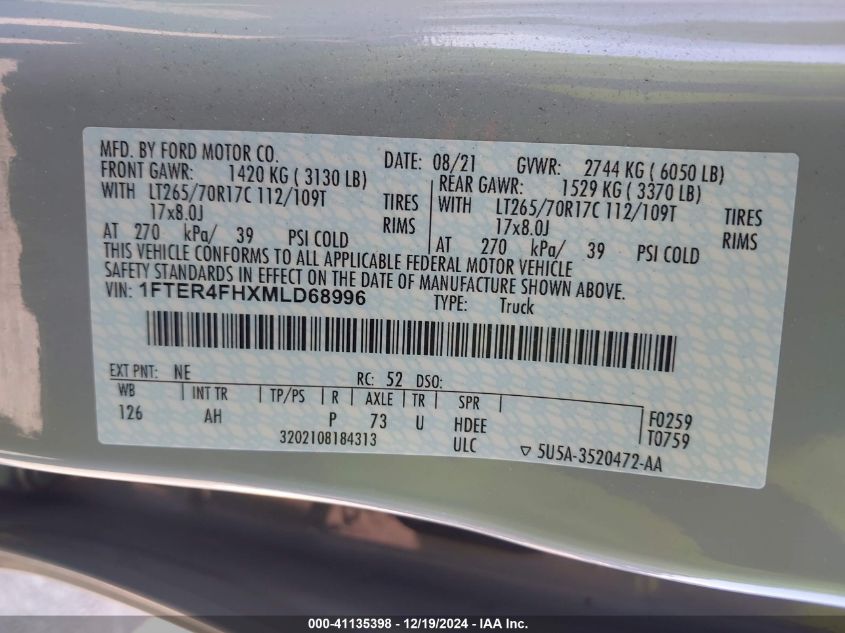 MFD. BY FORD MOTOR CO. DATE: 08/21 GVWR: 2744 KG ( 6050 LB)
FRONT GAWR: 1420 KG ( 3130 LB) REAR GAWR: 1529 KG ( 3370 LB)
WITH LT265/70R17C 112/109T TIRES WITH LT265/70R17C 112/109T TIRES
17x8.0J RIMS 17x8.0J RIMS
AT 270 kPa/ 39 PSI COLD AT 270 kPa/ 39 PSI COLD
THIS VEHICLE CONFORMS TO ALL APPLICABLE FEDERAL MOTOR VEHICLE
SAFETY STANDARDS IN EFFECT ON THE DATE OF MANUFACTURE SHOWN ABOVE.
VIN: 1FTER4FHXMLD68996 TYPE: Truck
EXT PNT: NE RC: 52 DSO:
WB INT TR TP/PS R AXLE TR SPR
126 AH P 73 U HDEE F0259
3202108184313 ULC T0759
▽ 5U5A-3520472-AA
000-41135398 - 12/19/2024 - IAA Inc.